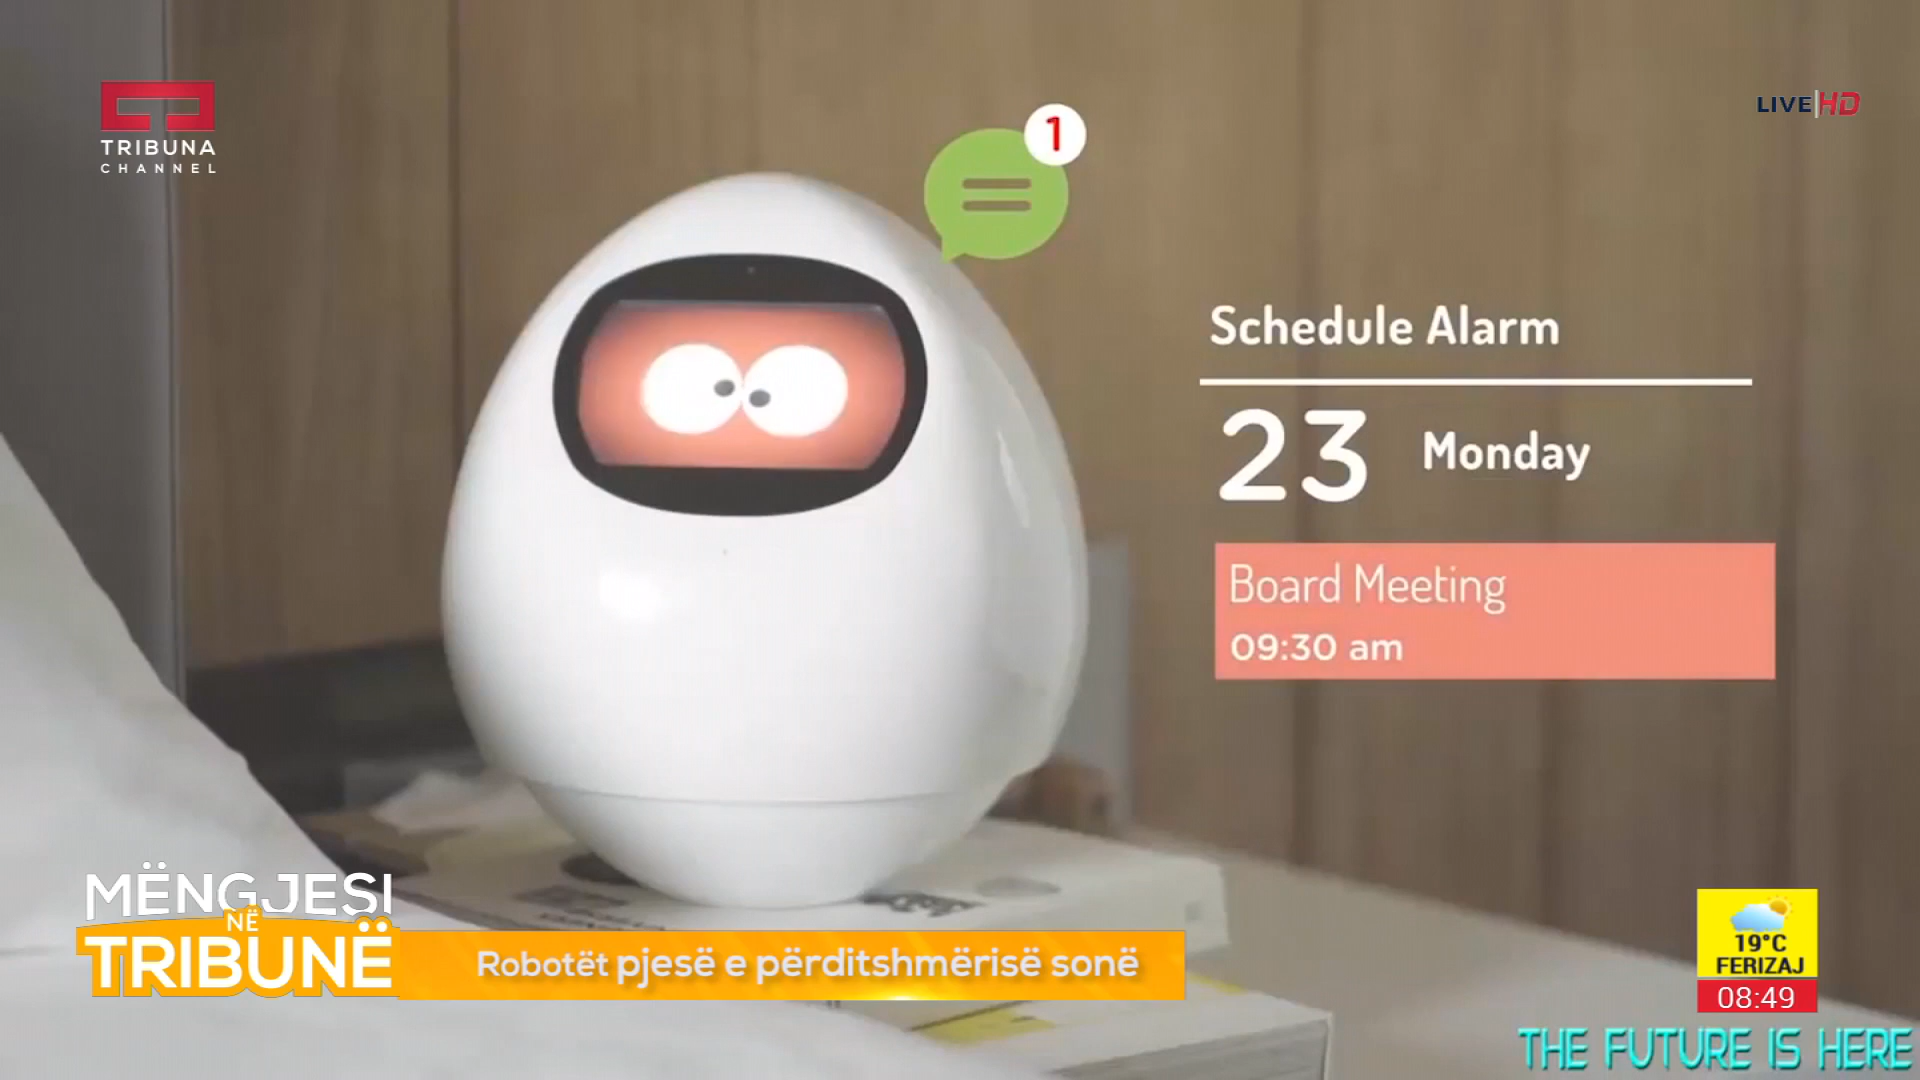 TRIBUNA
CHANNEL
LIVE HD
1
Schedule Alarm
23 Monday
Board Meeting
09:30 am
MËNGJESI
NË
TRIBUNË
Robotët pjesë e përditshmërisë sonë
19°C
FERIZAJ
08:49
THE FUTURE IS HERE